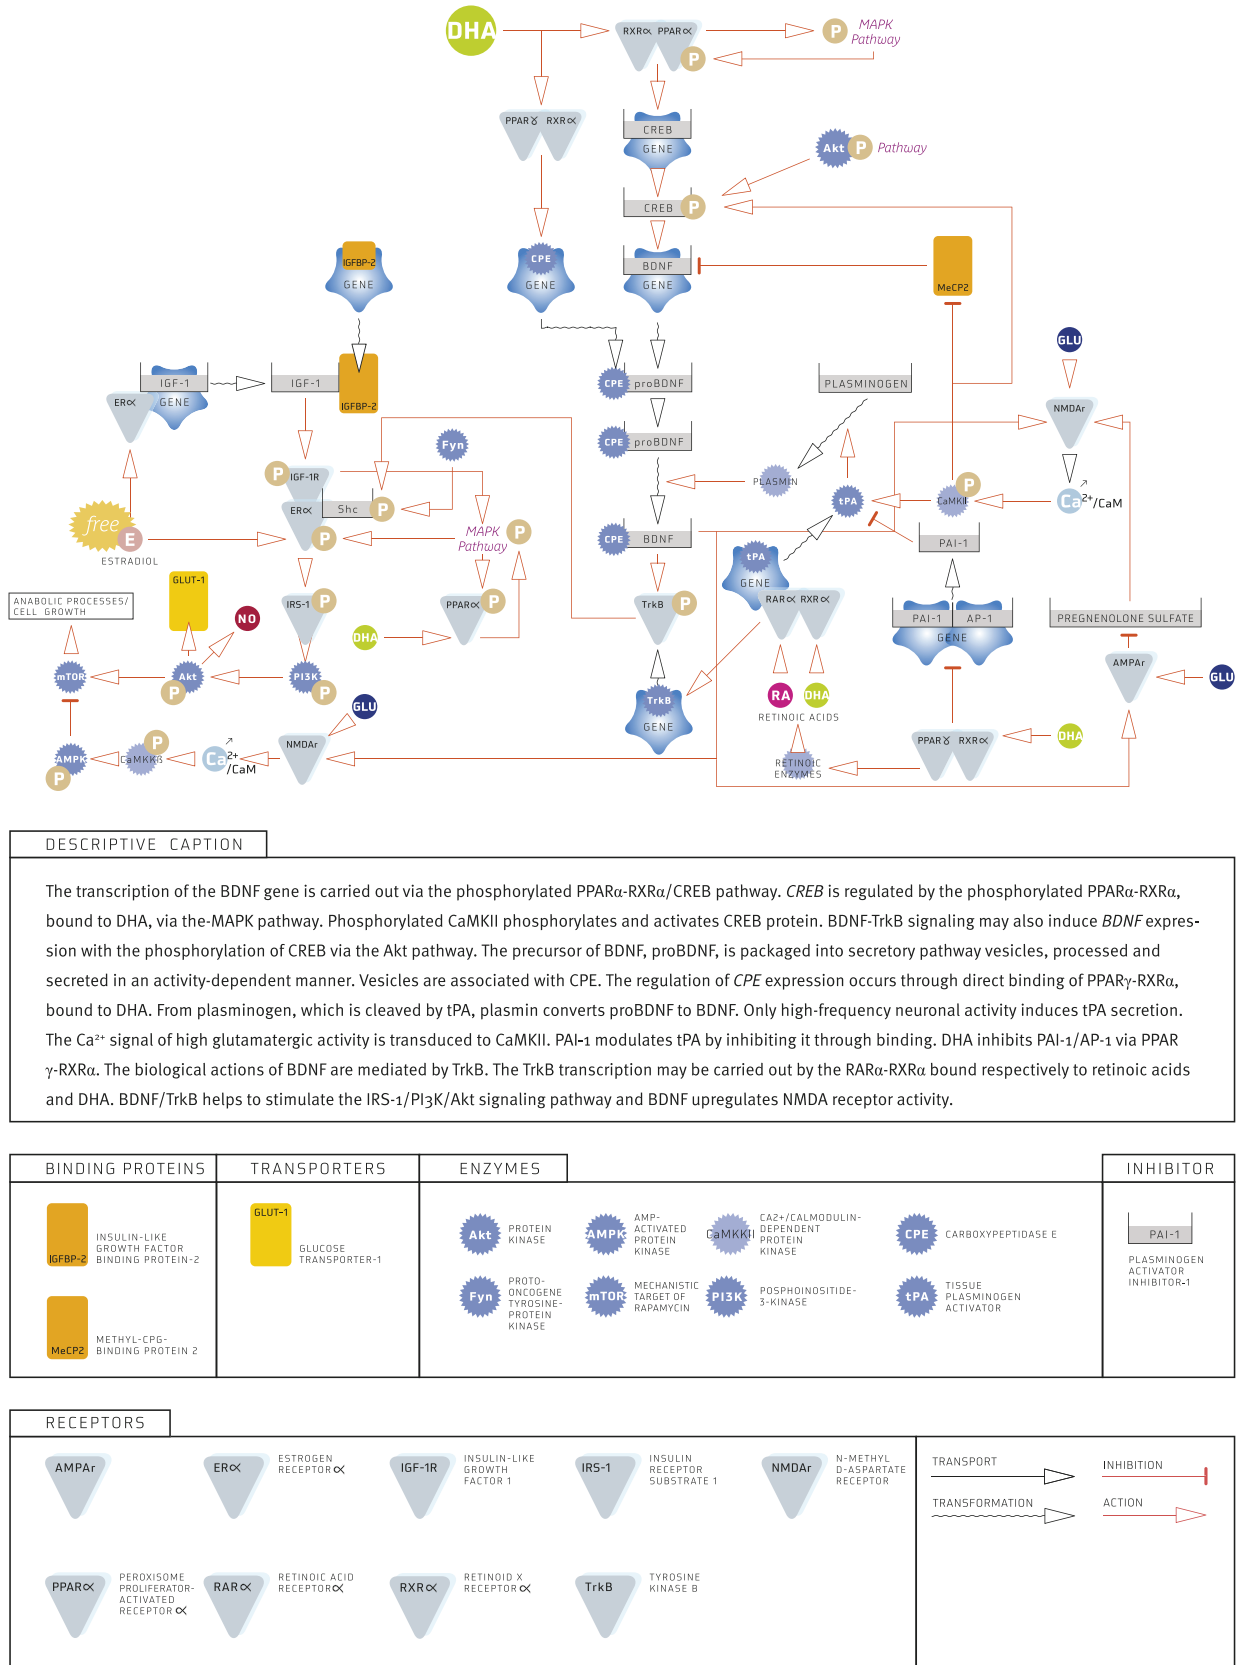 DHA
RXRα PPARα
P
MAPK
Pathway
P
PPARɣ RXRα
CREB
GENE
Akt P Pathway
CREB P
IGFBP-2
GENE
CPE
GENE
BDNF
GENE
MeCP2
GLU
IGF-1
GENE
ERα
IGF-1
IGFBP-2
CPE proBDNF
PLASMINOGEN
NMDAr
Fyn
CPE proBDNF
P IGF-1R
PLASMIN
tPA
P
CaMKII
Ca2+/CaM
ERα Shc P
P
free
E
ESTRADIOL
MAPK
Pathway
P
CPE BDNF
PAI-1
tPA
GENE
GLUT-1
ANABOLIC PROCESSES/
CELL GROWTH
NO
IRS-1 P
PPARα P
DHA
TrkB P
RARα RXRα
PAI-1 AP-1
GENE
PREGNENOLONE SULFATE
AMPAr
GLU
mTOR
Akt
P
PI3K
P
TrkB
GENE
RA DHA
RETINOIC ACIDS
GLU
NMDAr
PPARɣ RXRα
DHA
AMPK
P
CaMKKß
P
Ca2+
/CaM
RETINOIC
ENZYMES
DESCRIPTIVE CAPTION
The transcription of the BDNF gene is carried out via the phosphorylated PPARα-RXRα/CREB pathway. CREB is regulated by the phosphorylated PPARα-RXRα,
bound to DHA, via the-MAPK pathway. Phosphorylated CaMKII phosphorylates and activates CREB protein. BDNF-TrkB signaling may also induce BDNF expres-
sion with the phosphorylation of CREB via the Akt pathway. The precursor of BDNF, proBDNF, is packaged into secretory pathway vesicles, processed and
secreted in an activity-dependent manner. Vesicles are associated with CPE. The regulation of CPE expression occurs through direct binding of PPARγ-RXRα,
bound to DHA. From plasminogen, which is cleaved by tPA, plasmin converts proBDNF to BDNF. Only high-frequency neuronal activity induces tPA secretion.
The Ca²⁺ signal of high glutamatergic activity is transduced to CaMKII. PAI-1 modulates tPA by inhibiting it through binding. DHA inhibits PAI-1/AP-1 via PPAR
γ-RXRα. The biological actions of BDNF are mediated by TrkB. The TrkB transcription may be carried out by the RARα-RXRα bound respectively to retinoic acids
and DHA. BDNF/TrkB helps to stimulate the IRS-1/PI3K/Akt signaling pathway and BDNF upregulates NMDA receptor activity.
BINDING PROTEINS
IGFBP-2
INSULIN-LIKE
GROWTH FACTOR
BINDING PROTEIN-2
MeCP2
METHYL-CPG-
BINDING PROTEIN 2
TRANSPORTERS
GLUT-1
GLUCOSE
TRANSPORTER-1
ENZYMES
Akt
PROTEIN
KINASE
AMPK
AMP-
ACTIVATED
PROTEIN
KINASE
CaMKKII
CA2+/CALMODULIN-
DEPENDENT
PROTEIN
KINASE
CPE
CARBOXYPEPTIDASE E
Fyn
PROTO-
ONCOGENE
TYROSINE-
PROTEIN
KINASE
mTOR
MECHANISTIC
TARGET OF
RAPAMYCIN
PI3K
POSPHOINOSITIDE-
3-KINASE
tPA
TISSUE
PLASMINOGEN
ACTIVATOR
INHIBITOR
PAI-1
PLASMINOGEN
ACTIVATOR
INHIBITOR-1
RECEPTORS
AMPAr
ERα
ESTROGEN
RECEPTOR α
IGF-1R
INSULIN-LIKE
GROWTH
FACTOR 1
IRS-1
INSULIN
RECEPTOR
SUBSTRATE 1
NMDAr
N-METHYL
D-ASPARTATE
RECEPTOR
PPARα
PEROXISOME
PROLIFERATOR-
ACTIVATED
RECEPTOR α
RARα
RETINOIC ACID
RECEPTOR α
RXRα
RETINOID X
RECEPTOR α
TrkB
TYROSINE
KINASE B
TRANSPORT
INHIBITION
TRANSFORMATION
ACTION